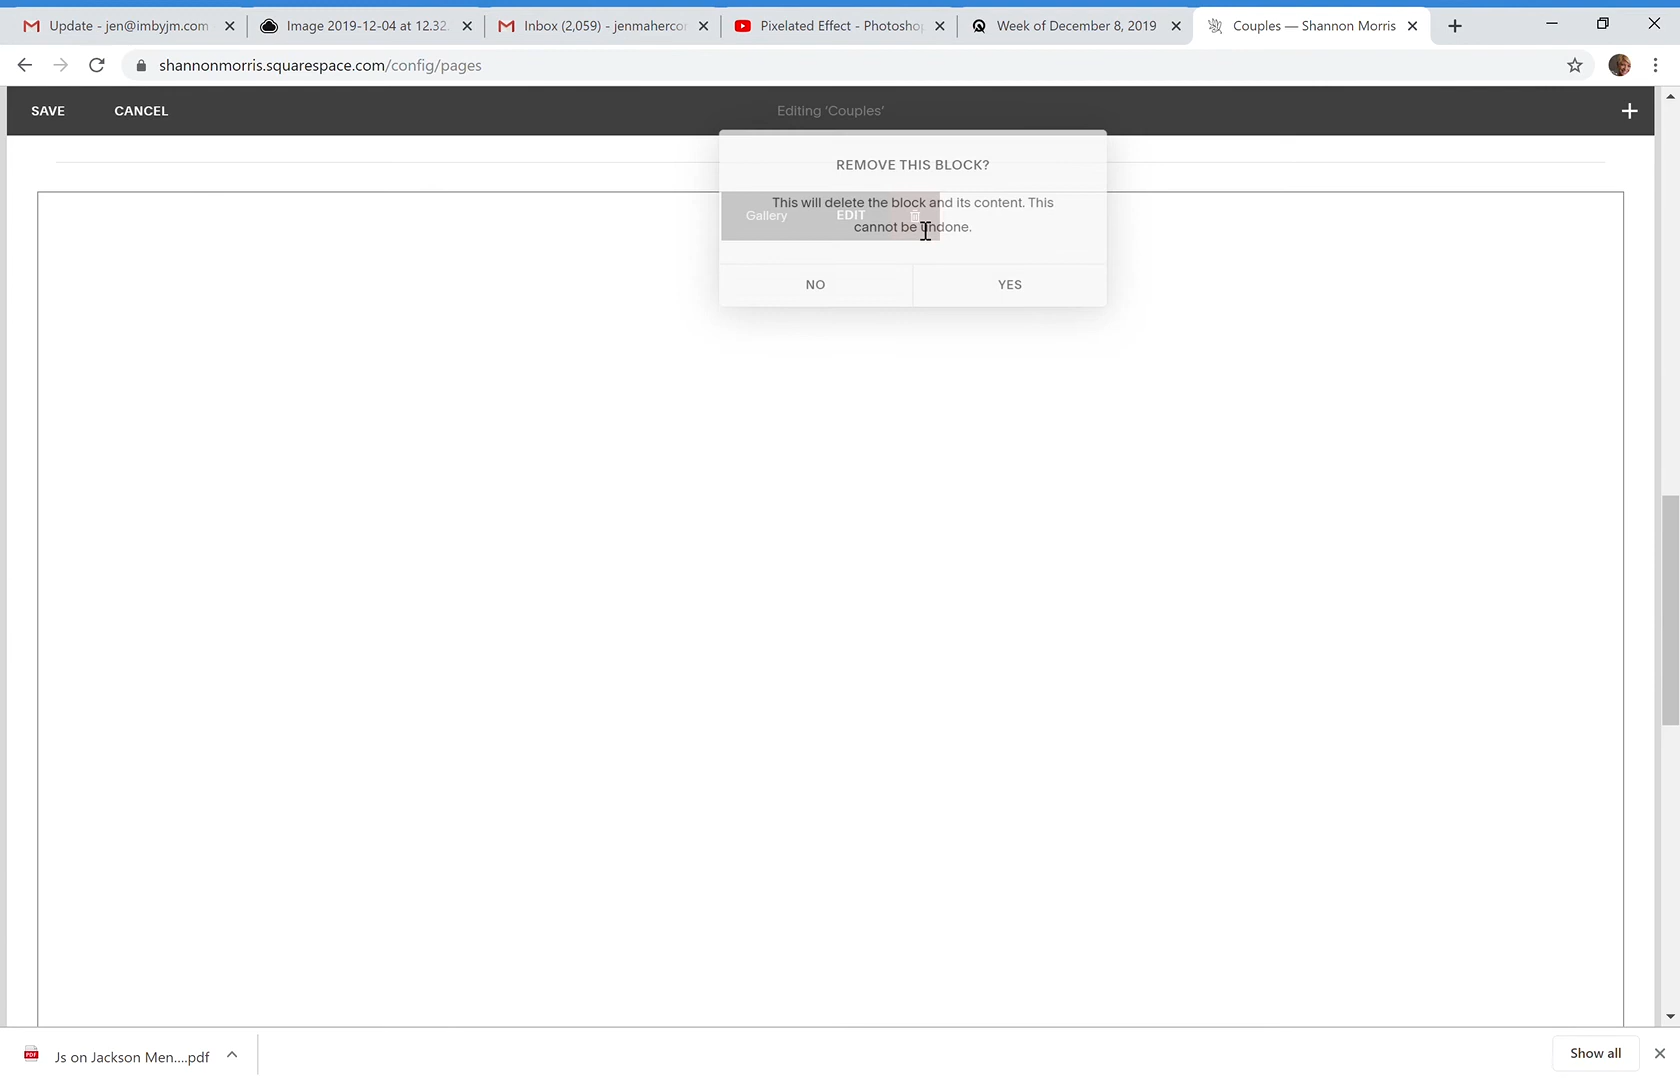 Update - jen@imbyjm.com
Image 2019-12-04 at 12.32.
Inbox (2,059) - jenmahercor
Pixelated Effect - Photoshop
Week of December 8, 2019
Couples — Shannon Morris
shannonmorris.squarespace.com/config/pages
SAVE
CANCEL
Editing ‘Couples’
REMOVE THIS BLOCK?
This will delete the block and its content. This
cannot be undone.
Gallery
EDIT
NO
YES
PDF
Js on Jackson Men....pdf
Show all